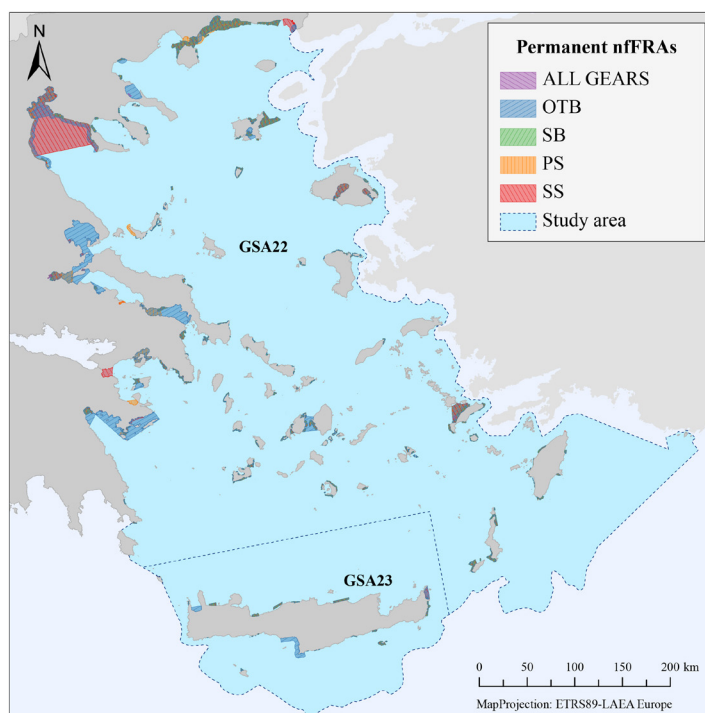 N
Permanent nfFRAs
ALL GEARS
OTB
SB
PS
SS
Study area
GSA22
GSA23
0 50 100 150 200 km
MapProjection: ETRS89-LAEA Europe